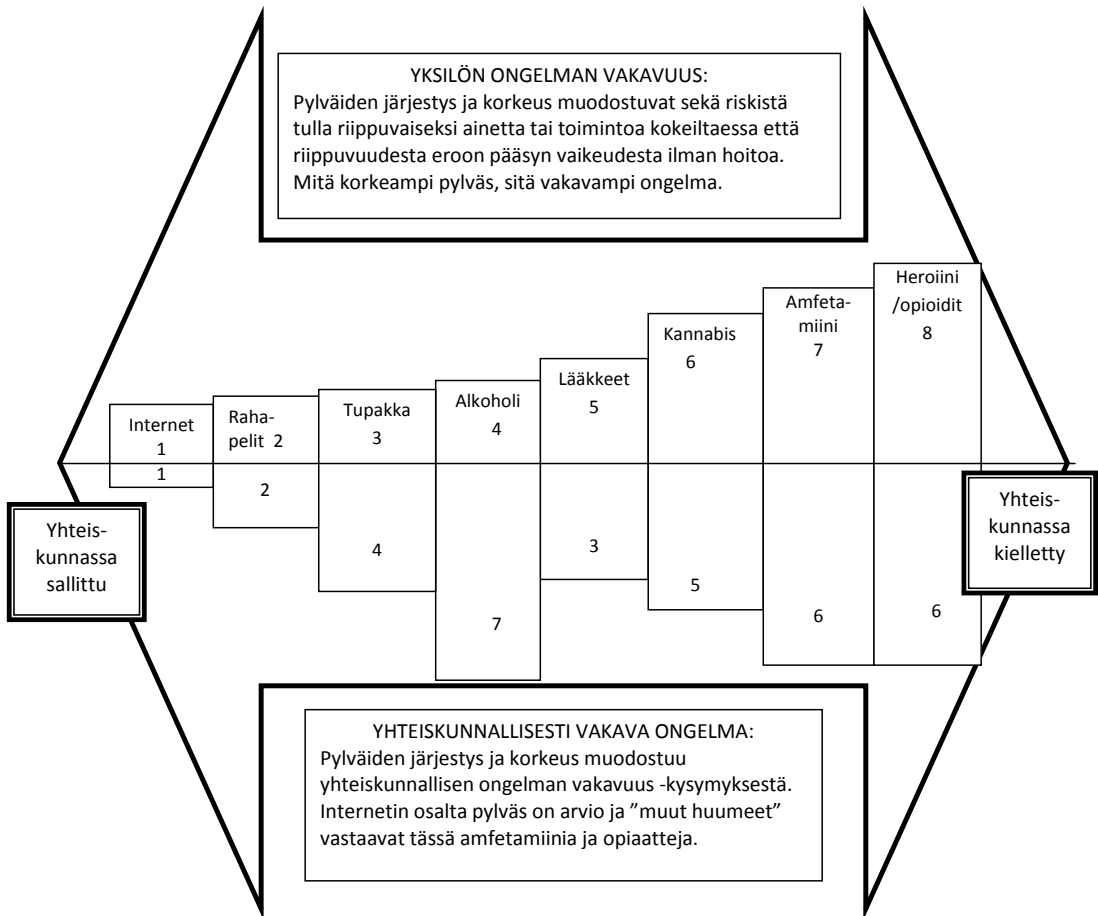 YKSILÖN ONGELMAN VAKAVUUS:
Pylväiden järjestys ja korkeus muodostuvat sekä riskistä
tulla riippuvaiseksi ainetta tai toimintoa kokeiltaessa että
riippuvuudesta eroon pääsyn vaikeudesta ilman hoitoa.
Mitä korkeampi pylväs, sitä vakavampi ongelma.
Internet
1
Raha-
pelit 2
Tupakka
3
Alkoholi
4
Lääkkeet
5
Kannabis
6
Amfeta-
miini
7
Heroiini
/opioidit
8
1
2
4
7
3
5
6
6
Yhteis-
kunnassa
sallittu
Yhteis-
kunnassa
kielletty
YHTEISKUNNALLISESTI VAKAVA ONGELMA:
Pylväiden järjestys ja korkeus muodostuu
yhteiskunnallisen ongelman vakavuus -kysymyksestä.
Internetin osalta pylväs on arvio ja ”muut huumeet”
vastaavat tässä amfetamiinia ja opiaatteja.